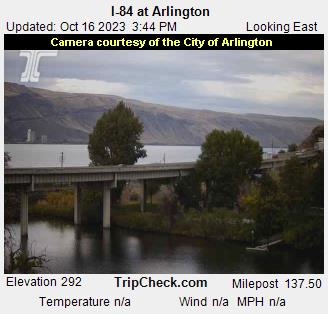 I-84 at Arlington
Updated: Oct 16 2023 3:44 PM Looking East
Camera courtesy of the City of Arlington
Elevation 292 TripCheck.com Milepost 137.50
Temperature n/a Wind n/a MPH n/a